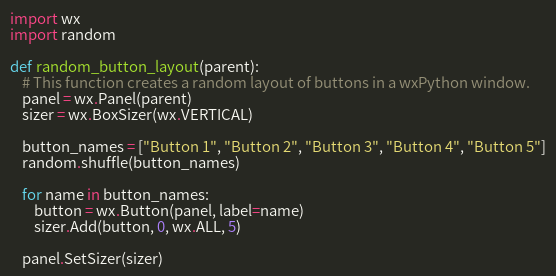 import wx
import random

def random_button_layout(parent):
    # This function creates a random layout of buttons in a wxPython window.
    panel = wx.Panel(parent)
    sizer = wx.BoxSizer(wx.VERTICAL)

    button_names = ["Button 1", "Button 2", "Button 3", "Button 4", "Button 5"]
    random.shuffle(button_names)

    for name in button_names:
        button = wx.Button(panel, label=name)
        sizer.Add(button, 0, wx.ALL, 5)

    panel.SetSizer(sizer)